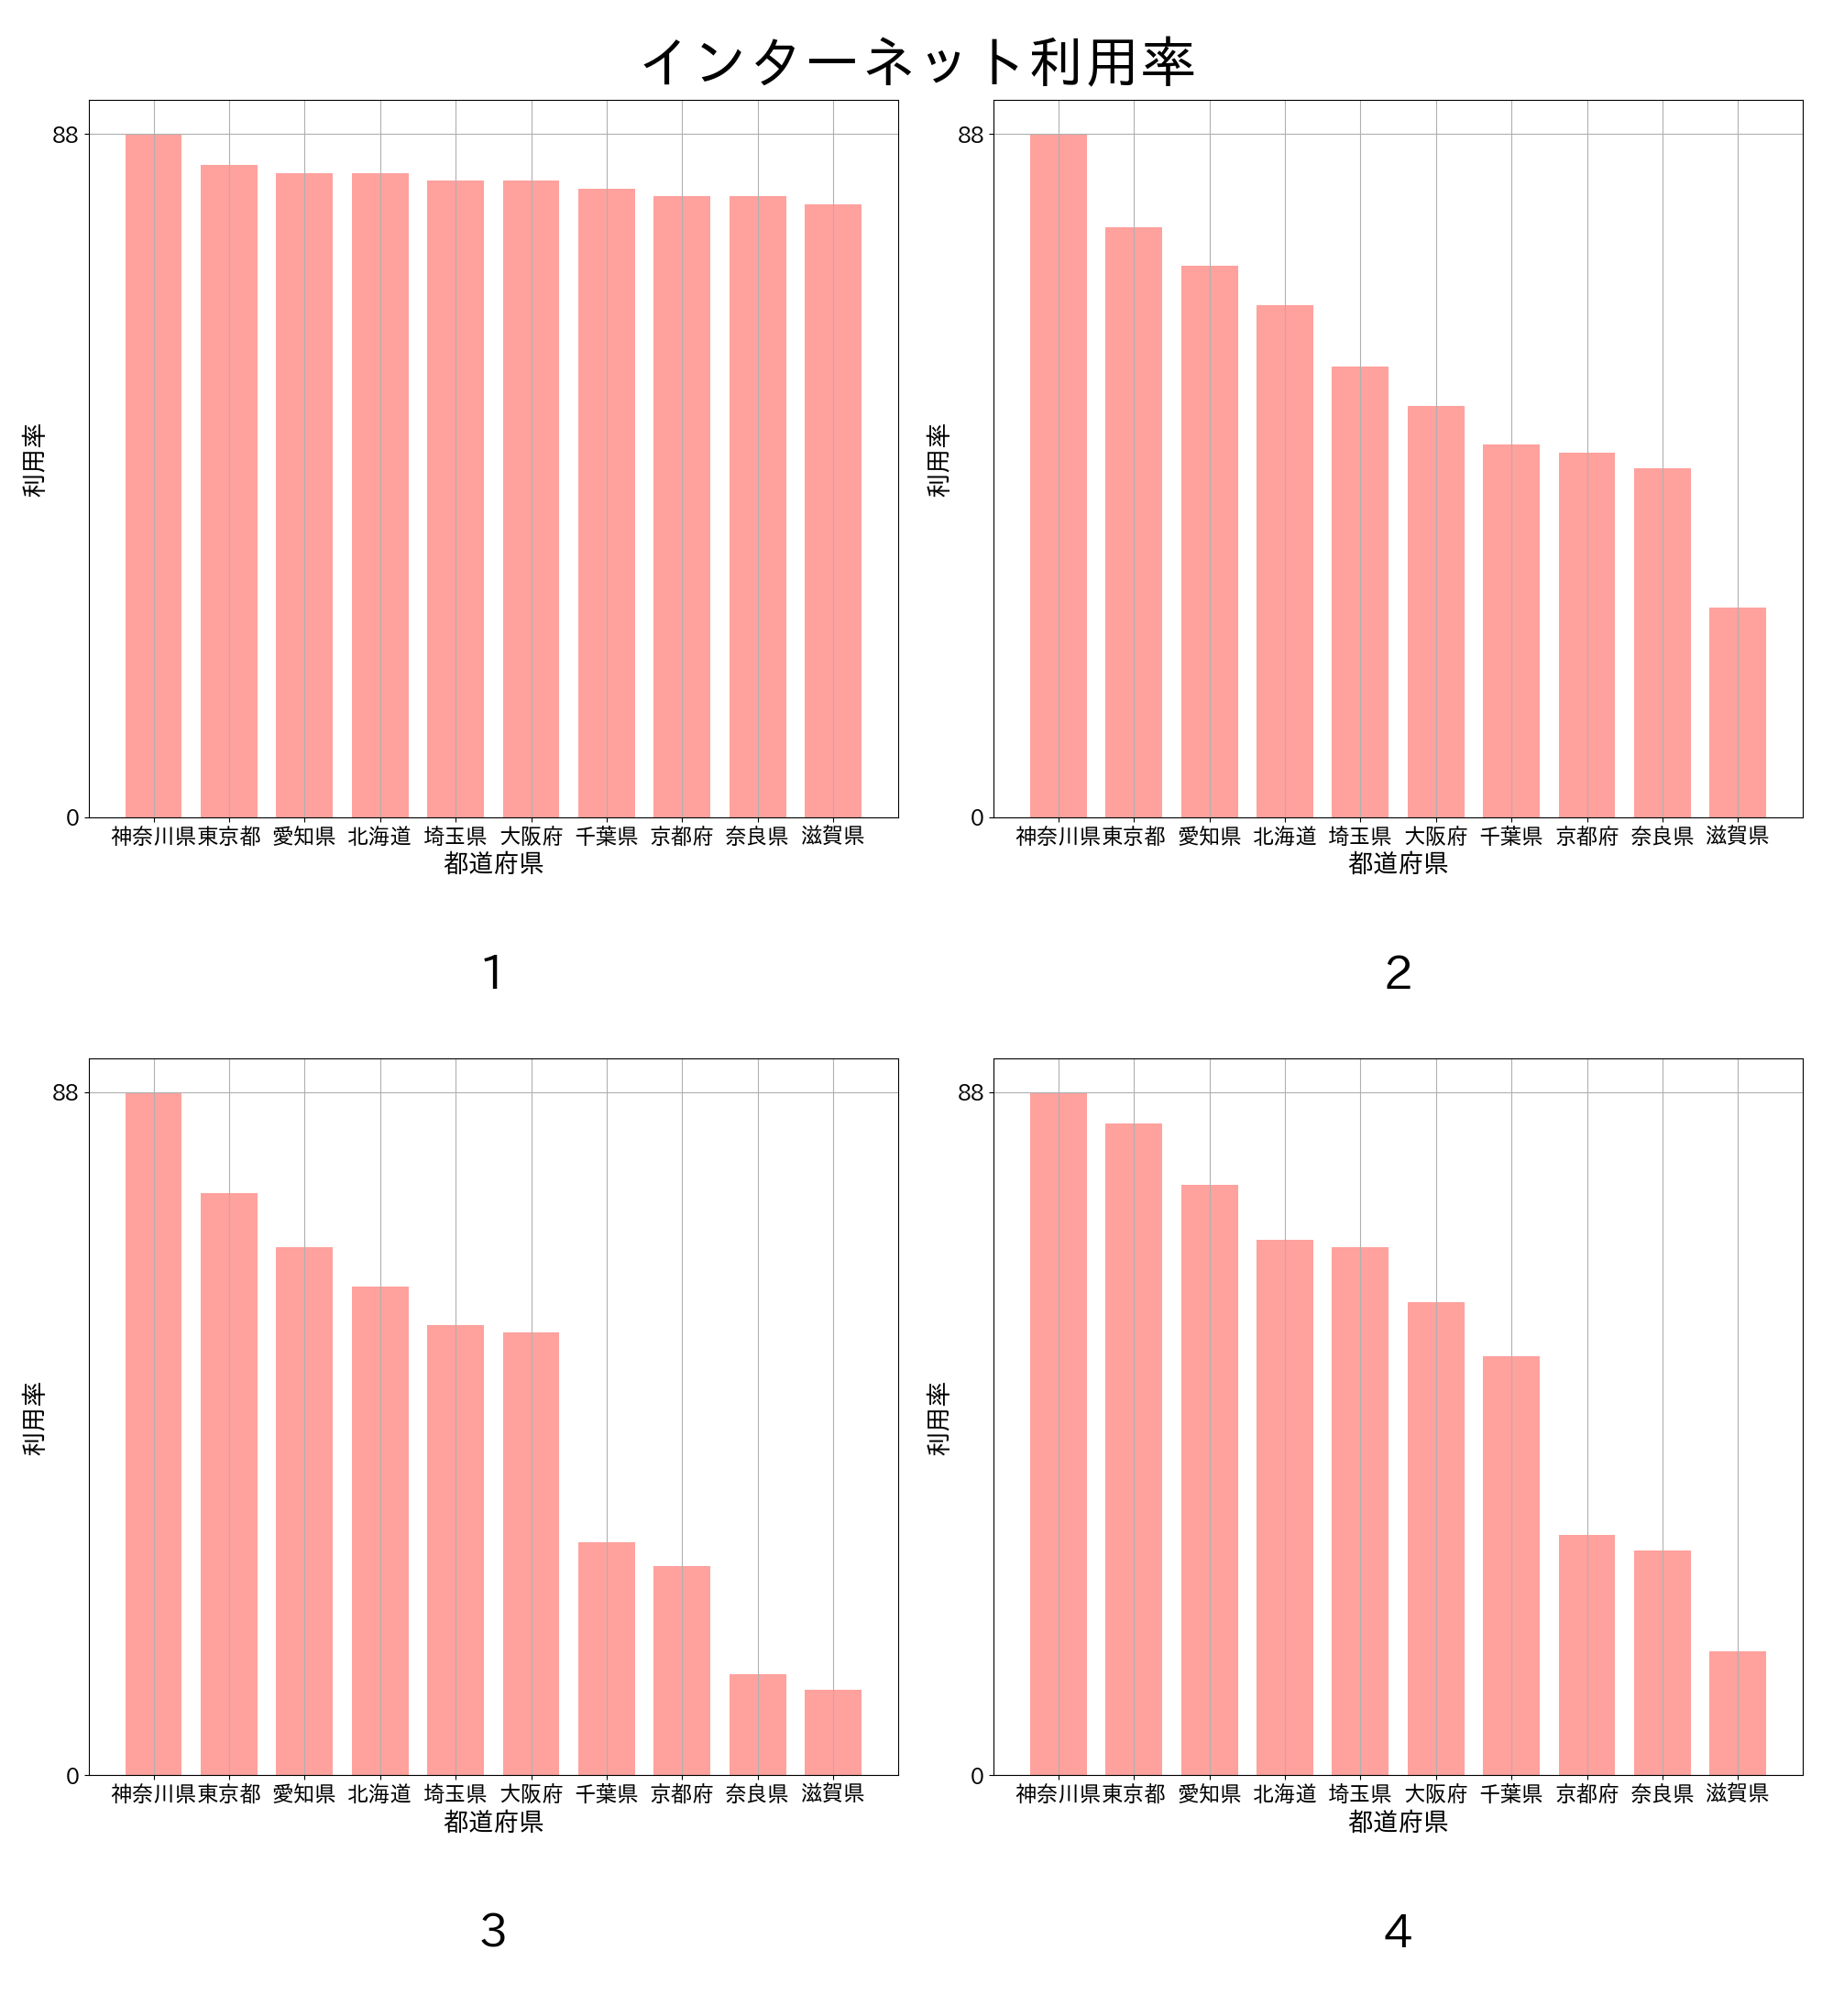 インターネット利用率
88
0
利用率
神奈川県 東京都 愛知県 北海道 埼玉県 大阪府 千葉県 京都府 奈良県 滋賀県
都道府県
1
88
0
利用率
神奈川県 東京都 愛知県 北海道 埼玉県 大阪府 千葉県 京都府 奈良県 滋賀県
都道府県
2
88
0
利用率
神奈川県 東京都 愛知県 北海道 埼玉県 大阪府 千葉県 京都府 奈良県 滋賀県
都道府県
3
88
0
利用率
神奈川県 東京都 愛知県 北海道 埼玉県 大阪府 千葉県 京都府 奈良県 滋賀県
都道府県
4